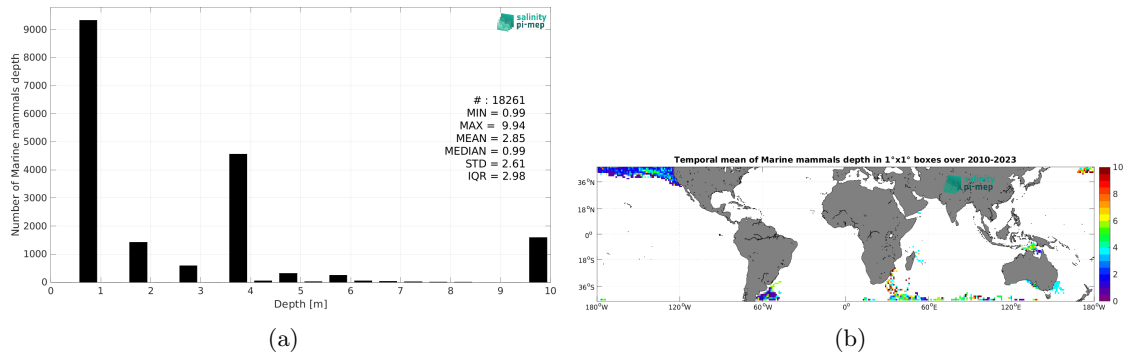 salinity
pi-mep
9000
8000
7000
6000
5000
4000
3000
2000
1000
0
Number of Marine mammals depth
# : 18261
MIN = 0.99
MAX = 9.94
MEAN = 2.85
MEDIAN = 0.99
STD = 2.61
IQR = 2.98
0 1 2 3 4 5 6 7 8 9 10
Depth [m]
(a)
Temporal mean of Marine mammals depth in 1°x1° boxes over 2010-2023
salinity
pi-mep
36°N
18°N
0°
18°S
36°S
180°W 120°W 60°W 0° 60°E 120°E 180°W
10
8
6
4
2
0
(b)